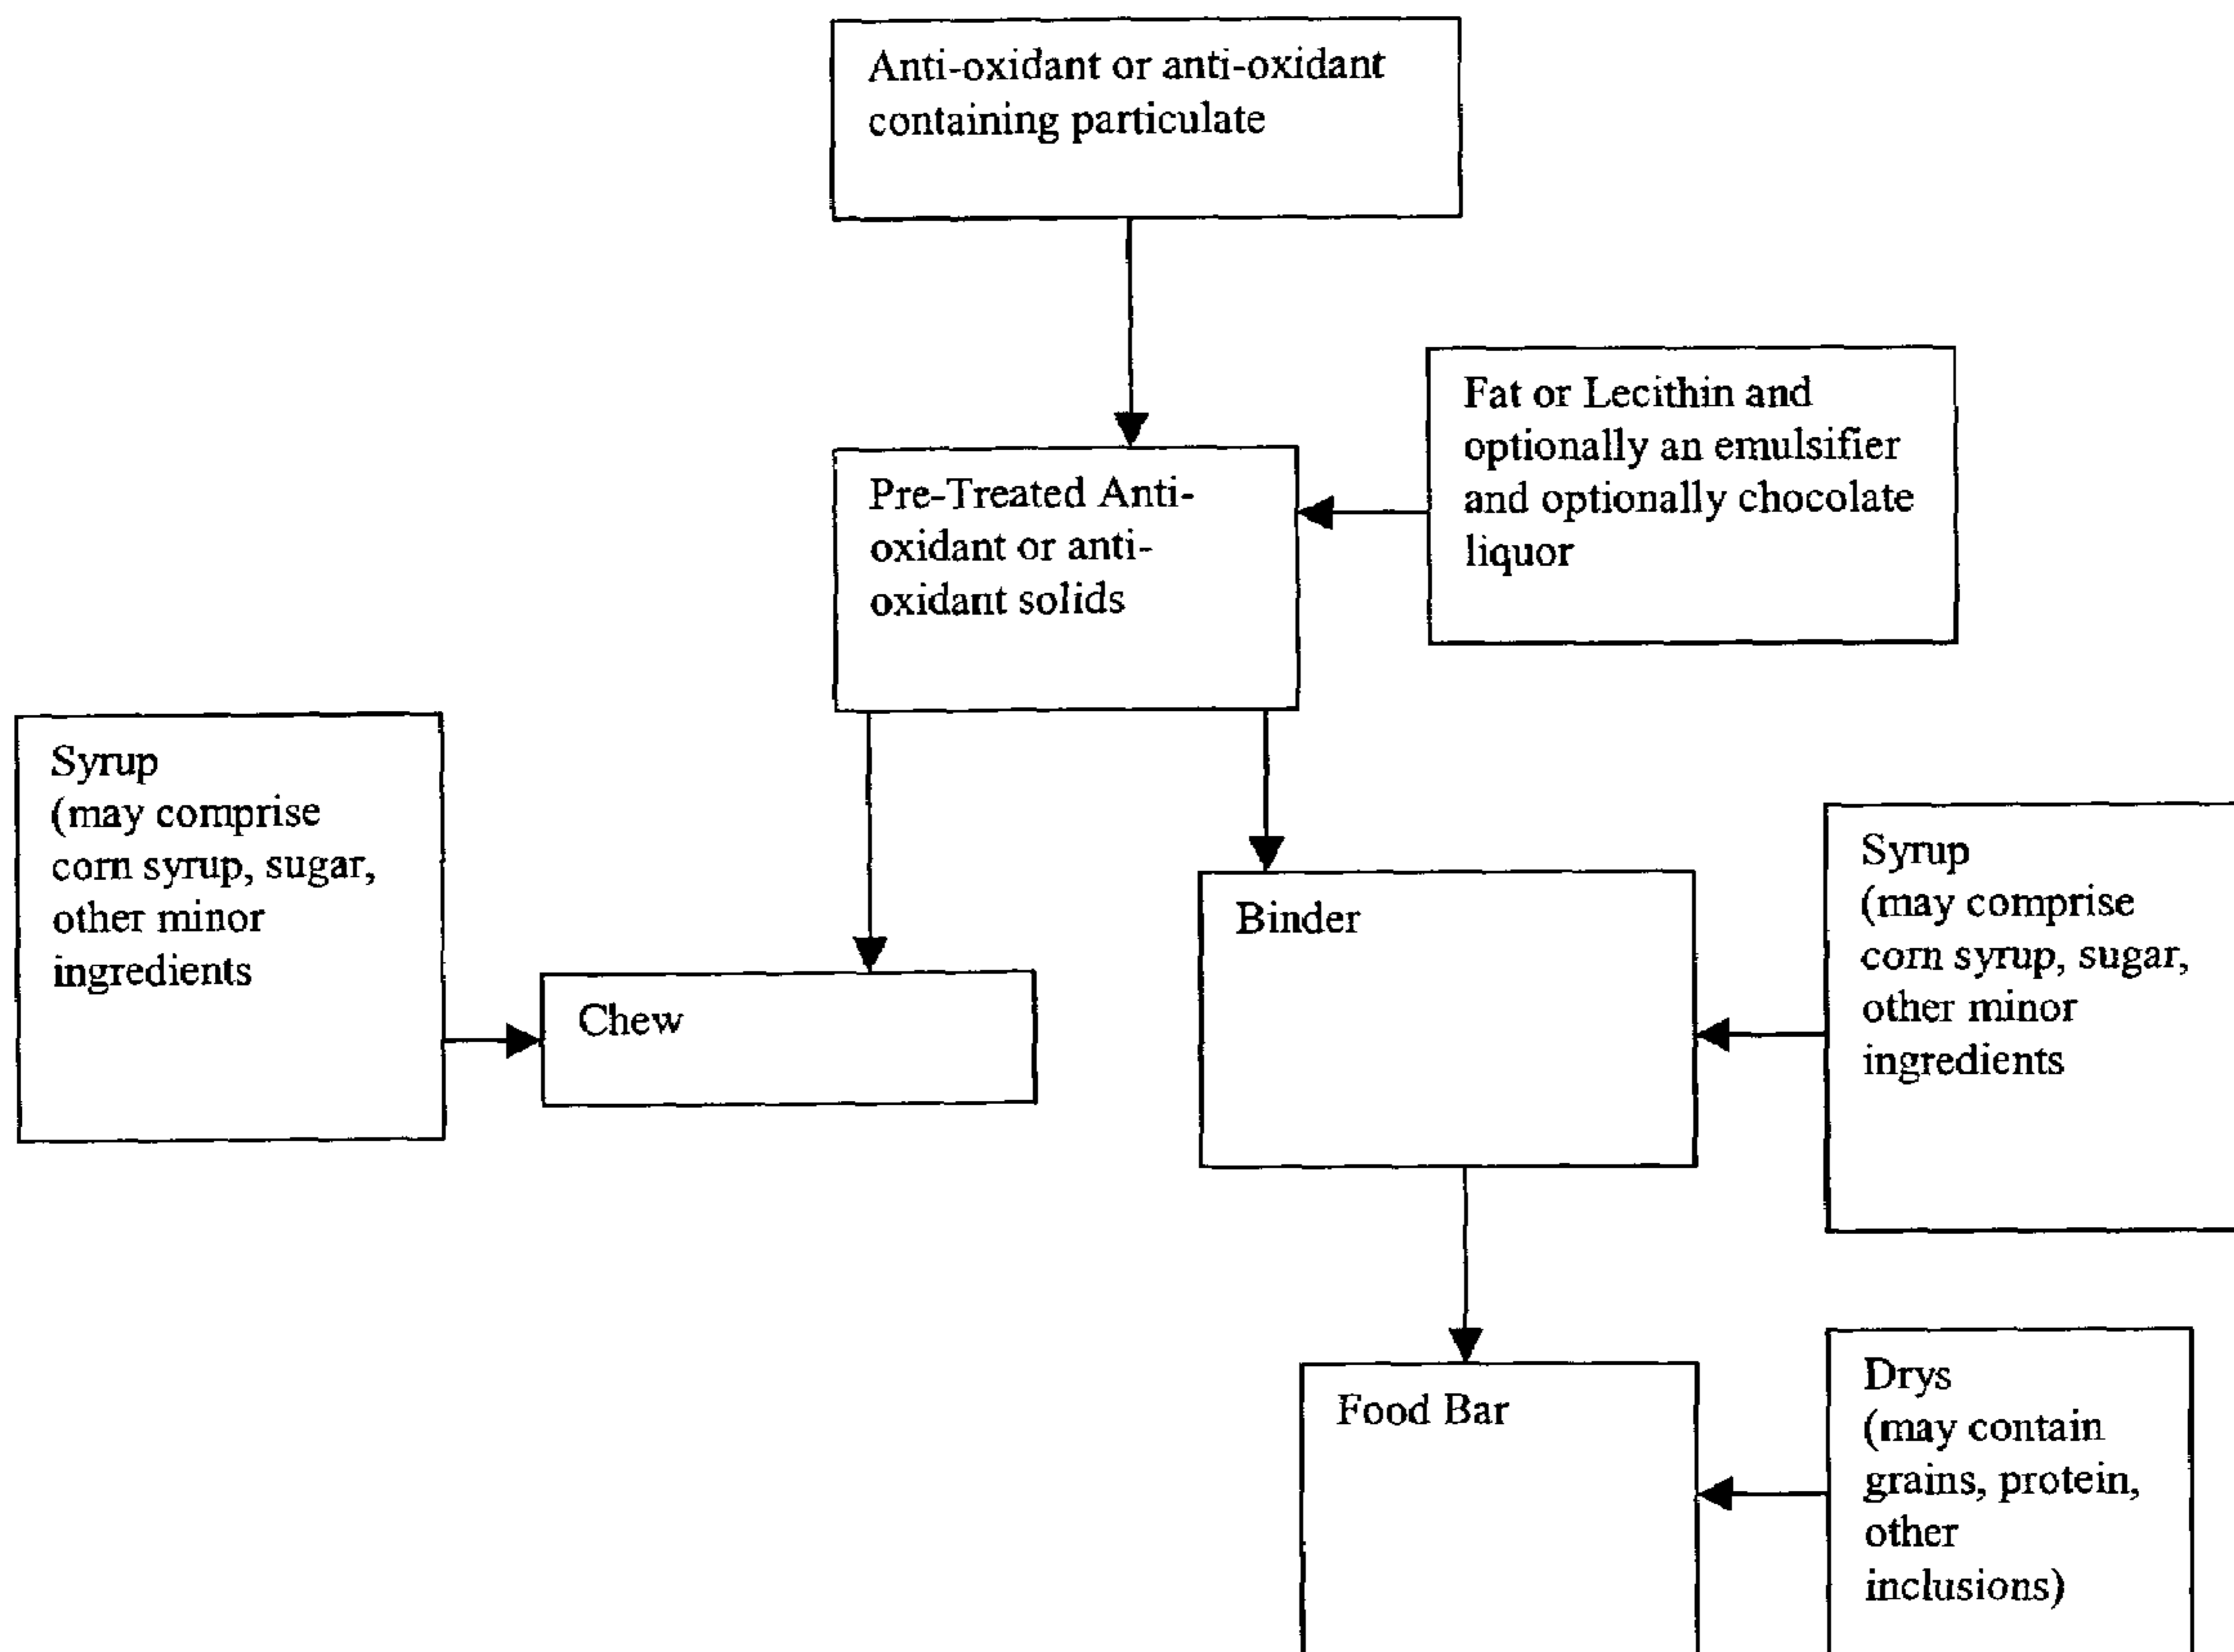 Anti-oxidant or anti-oxidant
containing particulate
Fat or Lecithin and
optionally an emulsifier
and optionally chocolate
liquor
Pre-Treated Anti-
oxidant or anti-
oxidant solids
Syrup
(may comprise
corn syrup, sugar,
other minor
ingredients
Syrup
(may comprise
corn syrup, sugar,
other minor
ingredients
Binder
Chew
Drys
(may contain
grains, protein,
other
inclusions)
Food Bar